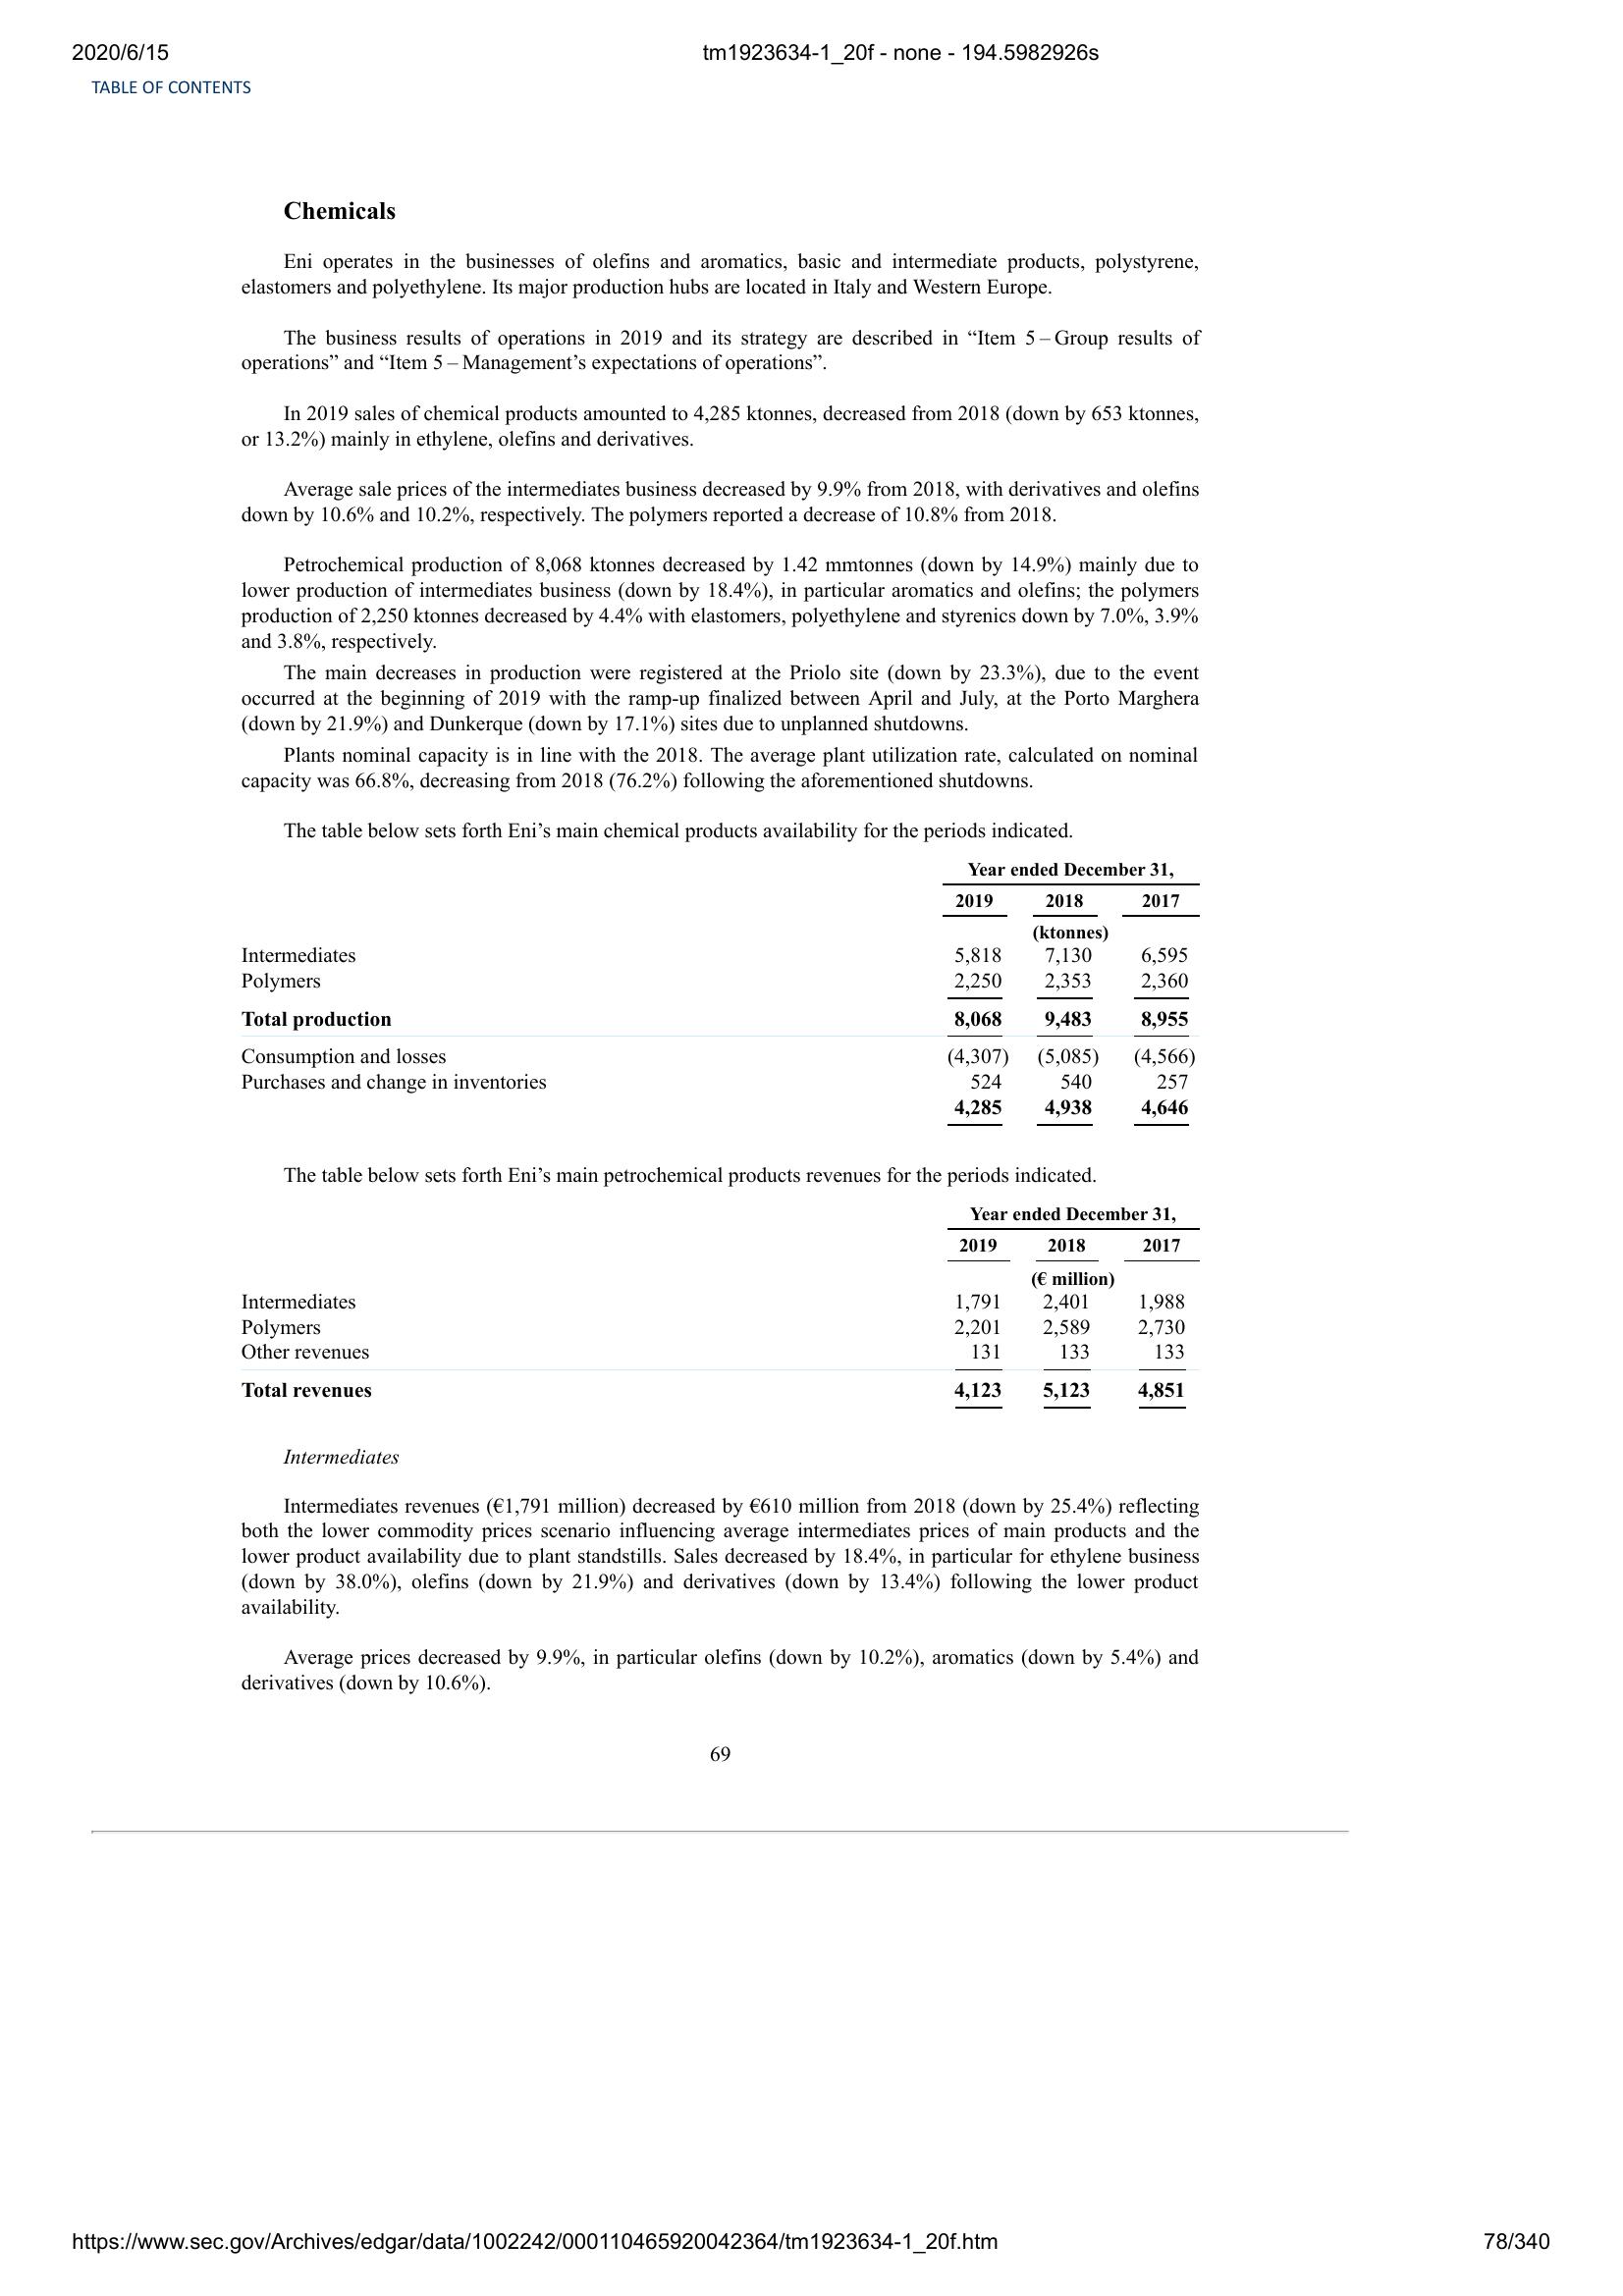 2020/6/15 tm1923634-1_20f - none - 194.5982926s
TABLE OF CONTENTS
Chemicals
Eni operates in the businesses of olefins and aromatics, basic and intermediate products, polystyrene,
elastomers and polyethylene. Its major production hubs are located in Italy and Western Europe.
The business results of operations in 2019 and its strategy are described in “Item 5 – Group results of
operations” and “Item 5 – Management’s expectations of operations”.
In 2019 sales of chemical products amounted to 4,285 ktonnes, decreased from 2018 (down by 653 ktonnes,
or 13.2%) mainly in ethylene, olefins and derivatives.
Average sale prices of the intermediates business decreased by 9.9% from 2018, with derivatives and olefins
down by 10.6% and 10.2%, respectively. The polymers reported a decrease of 10.8% from 2018.
Petrochemical production of 8,068 ktonnes decreased by 1.42 mmtonnes (down by 14.9%) mainly due to
lower production of intermediates business (down by 18.4%), in particular aromatics and olefins; the polymers
production of 2,250 ktonnes decreased by 4.4% with elastomers, polyethylene and styrenics down by 7.0%, 3.9%
and 3.8%, respectively.
The main decreases in production were registered at the Priolo site (down by 23.3%), due to the event
occurred at the beginning of 2019 with the ramp-up finalized between April and July, at the Porto Marghera
(down by 21.9%) and Dunkerque (down by 17.1%) sites due to unplanned shutdowns.
Plants nominal capacity is in line with the 2018. The average plant utilization rate, calculated on nominal
capacity was 66.8%, decreasing from 2018 (76.2%) following the aforementioned shutdowns.
The table below sets forth Eni’s main chemical products availability for the periods indicated.
Year ended December 31,
2019 2018 2017
(ktonnes)
Intermediates 5,818 7,130 6,595
Polymers 2,250 2,353 2,360
Total production 8,068 9,483 8,955
Consumption and losses (4,307) (5,085) (4,566)
Purchases and change in inventories 524 540 257
4,285 4,938 4,646
The table below sets forth Eni’s main petrochemical products revenues for the periods indicated.
Year ended December 31,
2019 2018 2017
(€ million)
Intermediates 1,791 2,401 1,988
Polymers 2,201 2,589 2,730
Other revenues 131 133 133
Total revenues 4,123 5,123 4,851
Intermediates
Intermediates revenues (€1,791 million) decreased by €610 million from 2018 (down by 25.4%) reflecting
both the lower commodity prices scenario influencing average intermediates prices of main products and the
lower product availability due to plant standstills. Sales decreased by 18.4%, in particular for ethylene business
(down by 38.0%), olefins (down by 21.9%) and derivatives (down by 13.4%) following the lower product
availability.
Average prices decreased by 9.9%, in particular olefins (down by 10.2%), aromatics (down by 5.4%) and
derivatives (down by 10.6%).
69
https://www.sec.gov/Archives/edgar/data/1002242/000110465920042364/tm1923634-1_20f.htm 78/340